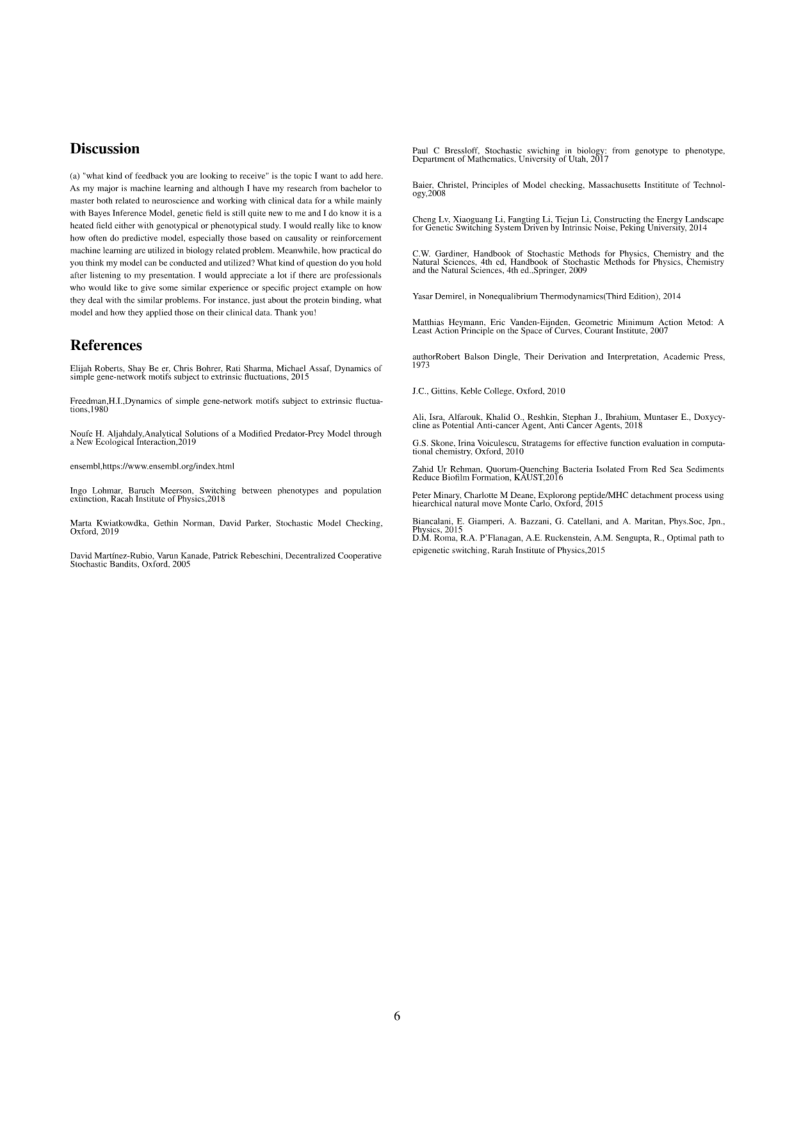 Discussion
(a) "what kind of feedback you are looking to receive" is the topic I want to add here.
As my major is machine learning and although I have my research from bachelor to
master both related to neuroscience and working with clinical data for a while mainly
with Bayes Inference Model, genetic field is still quite new to me and I do know it is a
heated field either with genotypical or phenotypical study. I would really like to know
how often do predictive model, especially those based on causality or reinforcement
machine learning are utilized in biology related problem. Meanwhile, how practical do
you think my model can be conducted and utilized? What kind of question do you hold
after listening to my presentation. I would appreciate a lot if there are professionals
who would like to give some similar experience or specific project example on how
they deal with the similar problems. For instance, just about the protein binding, what
model and how they applied those on their clinical data. Thank you!
References
Elijah Roberts, Shay Be er, Chris Bohrer, Rati Sharma, Michael Assaf, Dynamics of
simple gene-network motifs subject to extrinsic fluctuations, 2015
Freedman,H.I.,Dynamics of simple gene-network motifs subject to extrinsic fluctua-
tions,1980
Noufe H. Aljahdaly,Analytical Solutions of a Modified Predator-Prey Model through
a New Ecological Interaction,2019
ensembl,https://www.ensembl.org/index.html
Ingo Lohmar, Baruch Meerson, Switching between phenotypes and population
extinction, Racah Institute of Physics,2018
Marta Kwiatkowdka, Gethin Norman, David Parker, Stochastic Model Checking,
Oxford, 2019
David Martínez-Rubio, Varun Kanade, Patrick Rebeschini, Decentralized Cooperative
Stochastic Bandits, Oxford, 2005
Paul C Bressloff, Stochastic swiching in biology: from genotype to phenotype,
Department of Mathematics, University of Utah, 2017
Baier, Christel, Principles of Model checking, Massachusetts Instititute of Technol-
ogy,2008
Cheng Lv, Xiaoguang Li, Fangting Li, Tiejun Li, Constructing the Energy Landscape
for Genetic Switching System Driven by Intrinsic Noise, Peking University, 2014
C.W. Gardiner, Handbook of Stochastic Methods for Physics, Chemistry and the
Natural Sciences, 4th ed, Handbook of Stochastic Methods for Physics, Chemistry
and the Natural Sciences, 4th ed.,Springer, 2009
Yasar Demirel, in Nonequalibrium Thermodynamics(Third Edition), 2014
Matthias Heymann, Eric Vanden-Eijnden, Geometric Minimum Action Metod: A
Least Action Principle on the Space of Curves, Courant Institute, 2007
authorRobert Balson Dingle, Their Derivation and Interpretation, Academic Press,
1973
J.C., Gittins, Keble College, Oxford, 2010
Ali, Isra, Alfarouk, Khalid O., Reshkin, Stephan J., Ibrahium, Muntaser E., Doxycy-
cline as Potential Anti-cancer Agent, Anti Cancer Agents, 2018
G.S. Skone, Irina Voiculescu, Stratagems for effective function evaluation in computa-
tional chemistry, Oxford, 2010
Zahid Ur Rehman, Quorum-Quenching Bacteria Isolated From Red Sea Sediments
Reduce Biofilm Formation, KAUST,2016
Peter Minary, Charlotte M Deane, Explorong peptide/MHC detachment process using
hiearchical natural move Monte Carlo, Oxford, 2015
Biancalani, E. Giamperi, A. Bazzani, G. Catellani, and A. Maritan, Phys.Soc, Jpn.,
Physics, 2015
D.M. Roma, R.A. P'Flanagan, A.E. Ruckenstein, A.M. Sengupta, R., Optimal path to
epigenetic switching, Rarah Institute of Physics,2015
6